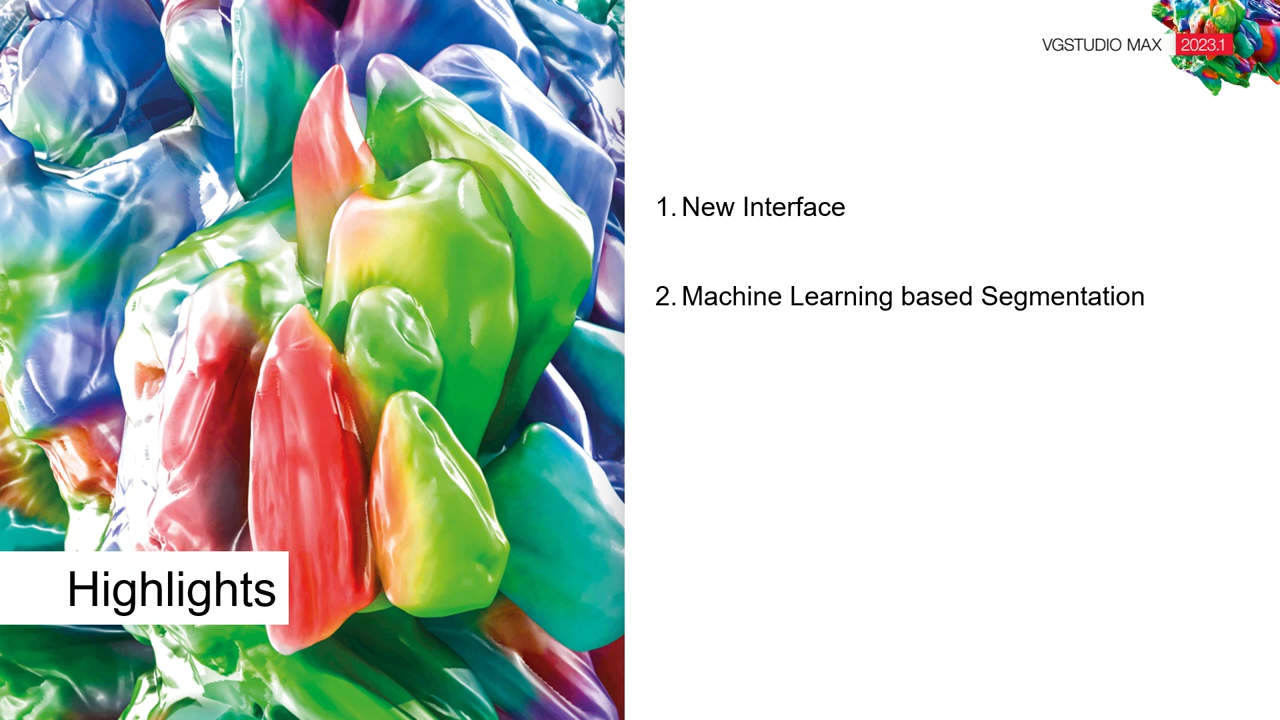 VGSTUDIO MAX 2023.1
1. New Interface
2. Machine Learning based Segmentation
Highlights